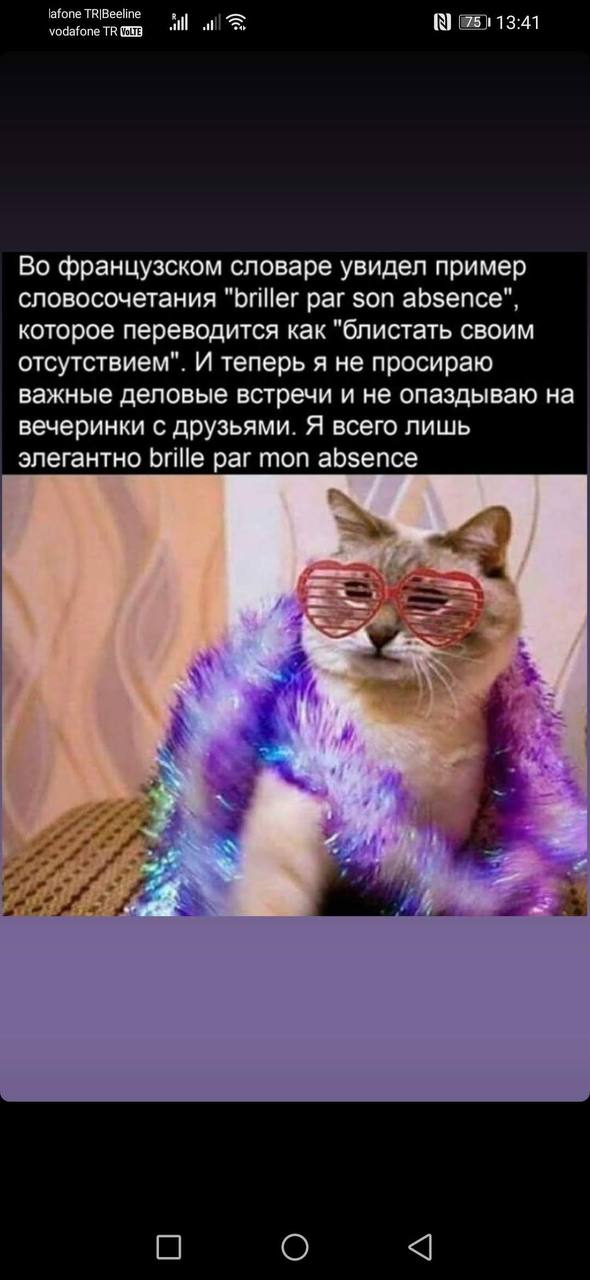 lafone TR|Beeline
vodafone TR VoLTE
R
75
13:41
Во французском словаре увидел пример
словосочетания "briller par son absence",
которое переводится как "блистать своим
отсутствием". И теперь я не просираю
важные деловые встречи и не опаздываю на
вечеринки с друзьями. Я всего лишь
элегантно brille par mon absence